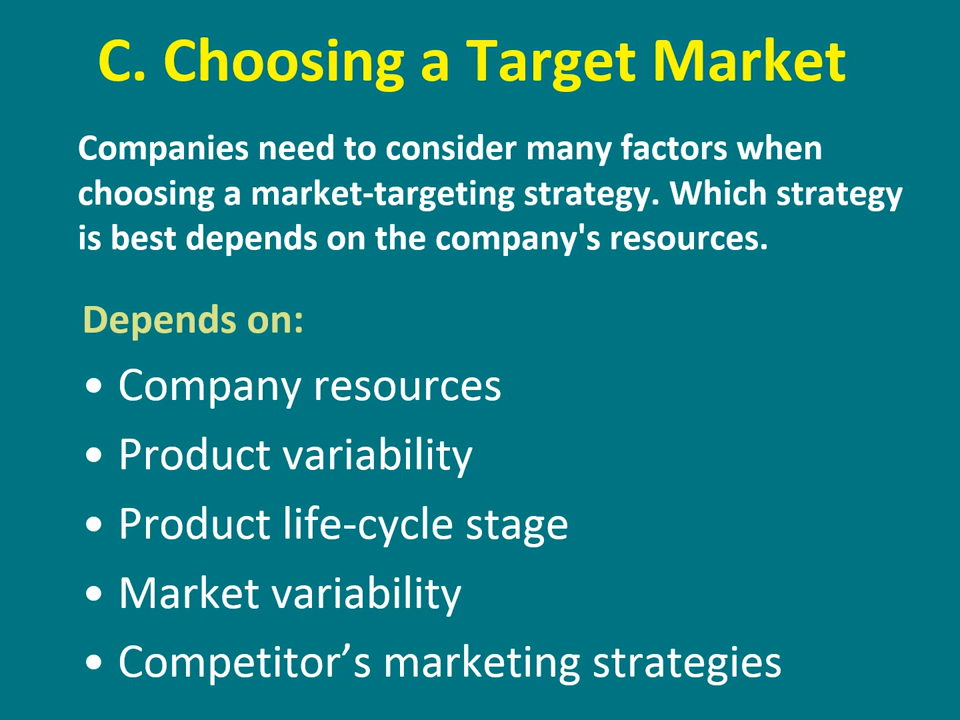 C. Choosing a Target Market
Companies need to consider many factors when
choosing a market-targeting strategy. Which strategy
is best depends on the company's resources.
Depends on:
• Company resources
• Product variability
• Product life-cycle stage
• Market variability
• Competitor’s marketing strategies